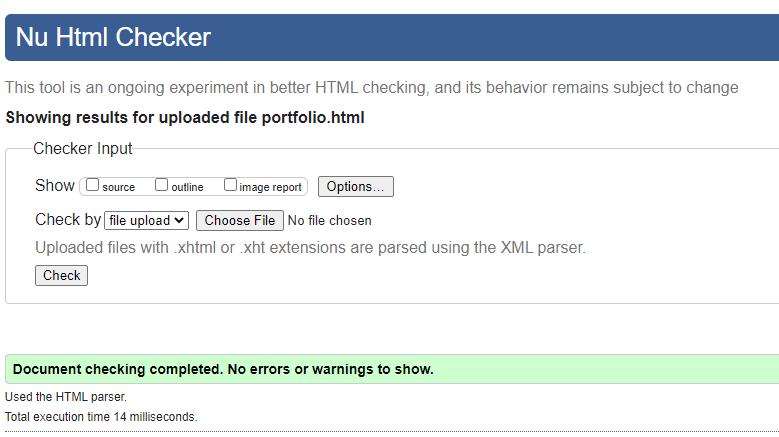 Nu Html Checker
This tool is an ongoing experiment in better HTML checking, and its behavior remains subject to change
Showing results for uploaded file portfolio.html
Checker Input
Show source outline image report Options...
Check by file upload Choose File No file chosen
Uploaded files with .xhtml or .xht extensions are parsed using the XML parser.
Check
Document checking completed. No errors or warnings to show.
Used the HTML parser.
Total execution time 14 milliseconds.